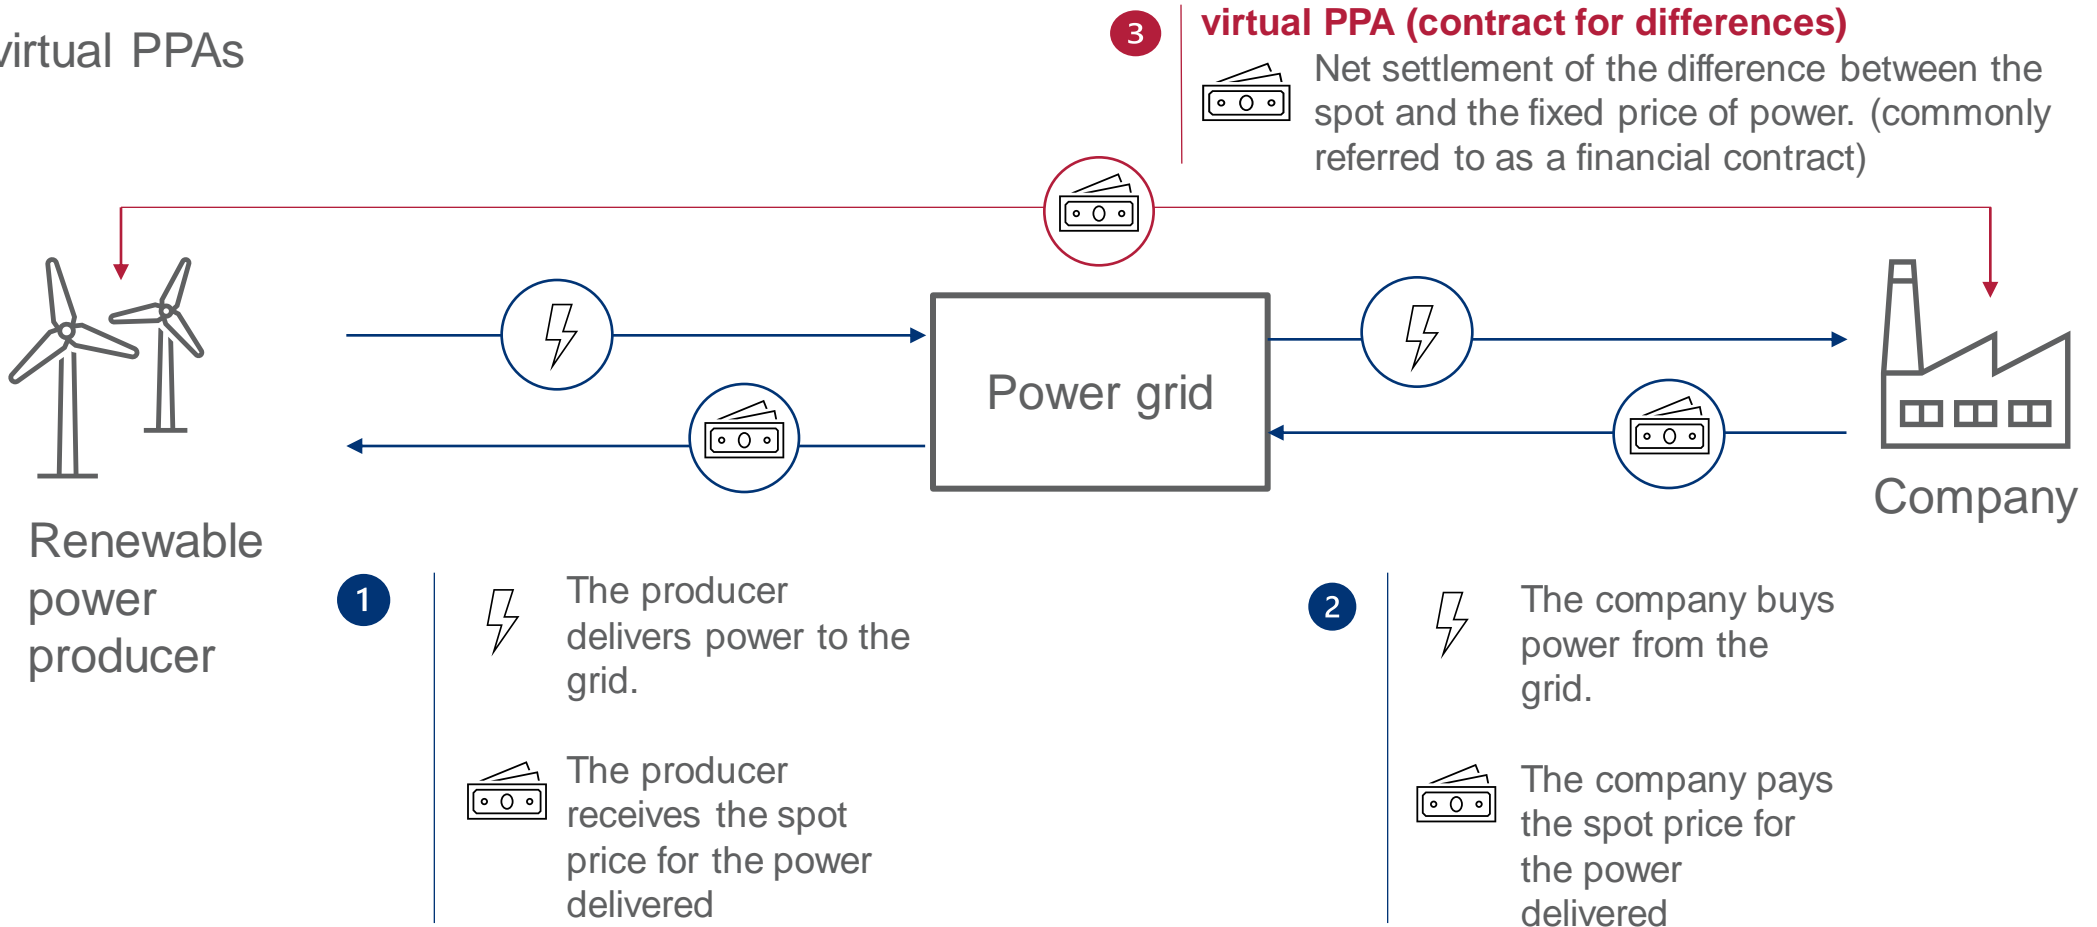 virtual PPAs
3
virtual PPA (contract for differences)
Net settlement of the difference between the
spot and the fixed price of power. (commonly
referred to as a financial contract)
Power grid
Renewable
power
producer
Company
1
The producer
delivers power to the
grid.
The producer
receives the spot
price for the power
delivered
2
The company buys
power from the
grid.
The company pays
the spot price for
the power
delivered